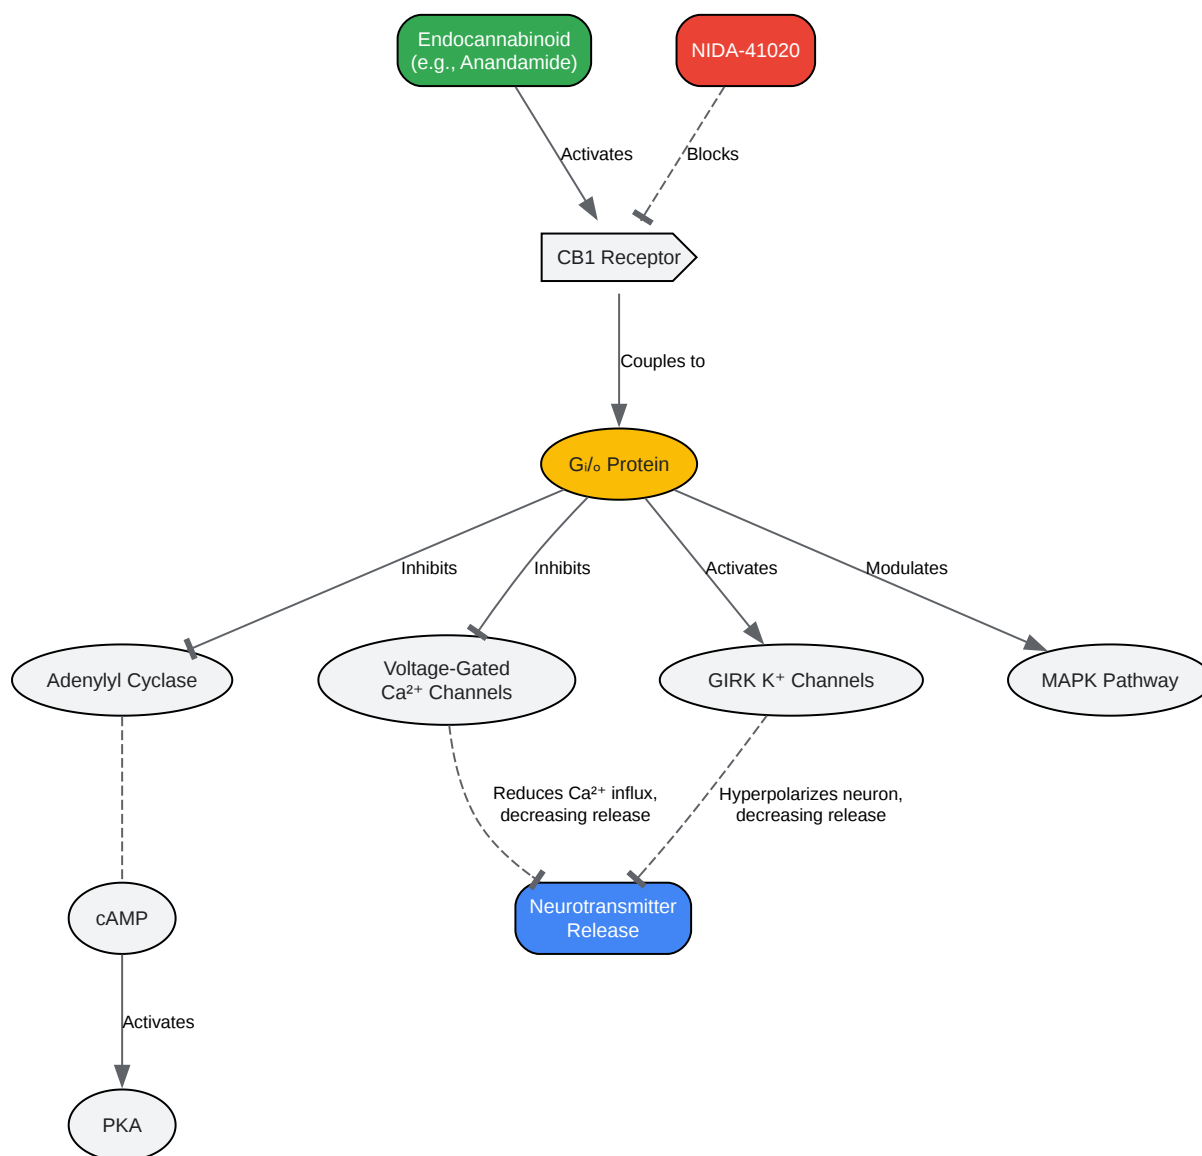 Endocannabinoid
(e.g., Anandamide)
NIDA-41020
Activates
Blocks
CB1 Receptor
Couples to
Gᵢ/ₒ Protein
Inhibits
Inhibits
Activates
Modulates
Adenylyl Cyclase
Voltage-Gated
Ca²⁺ Channels
GIRK K⁺ Channels
MAPK Pathway
Reduces Ca²⁺ influx,
decreasing release
Hyperpolarizes neuron,
decreasing release
cAMP
Neurotransmitter
Release
Activates
PKA